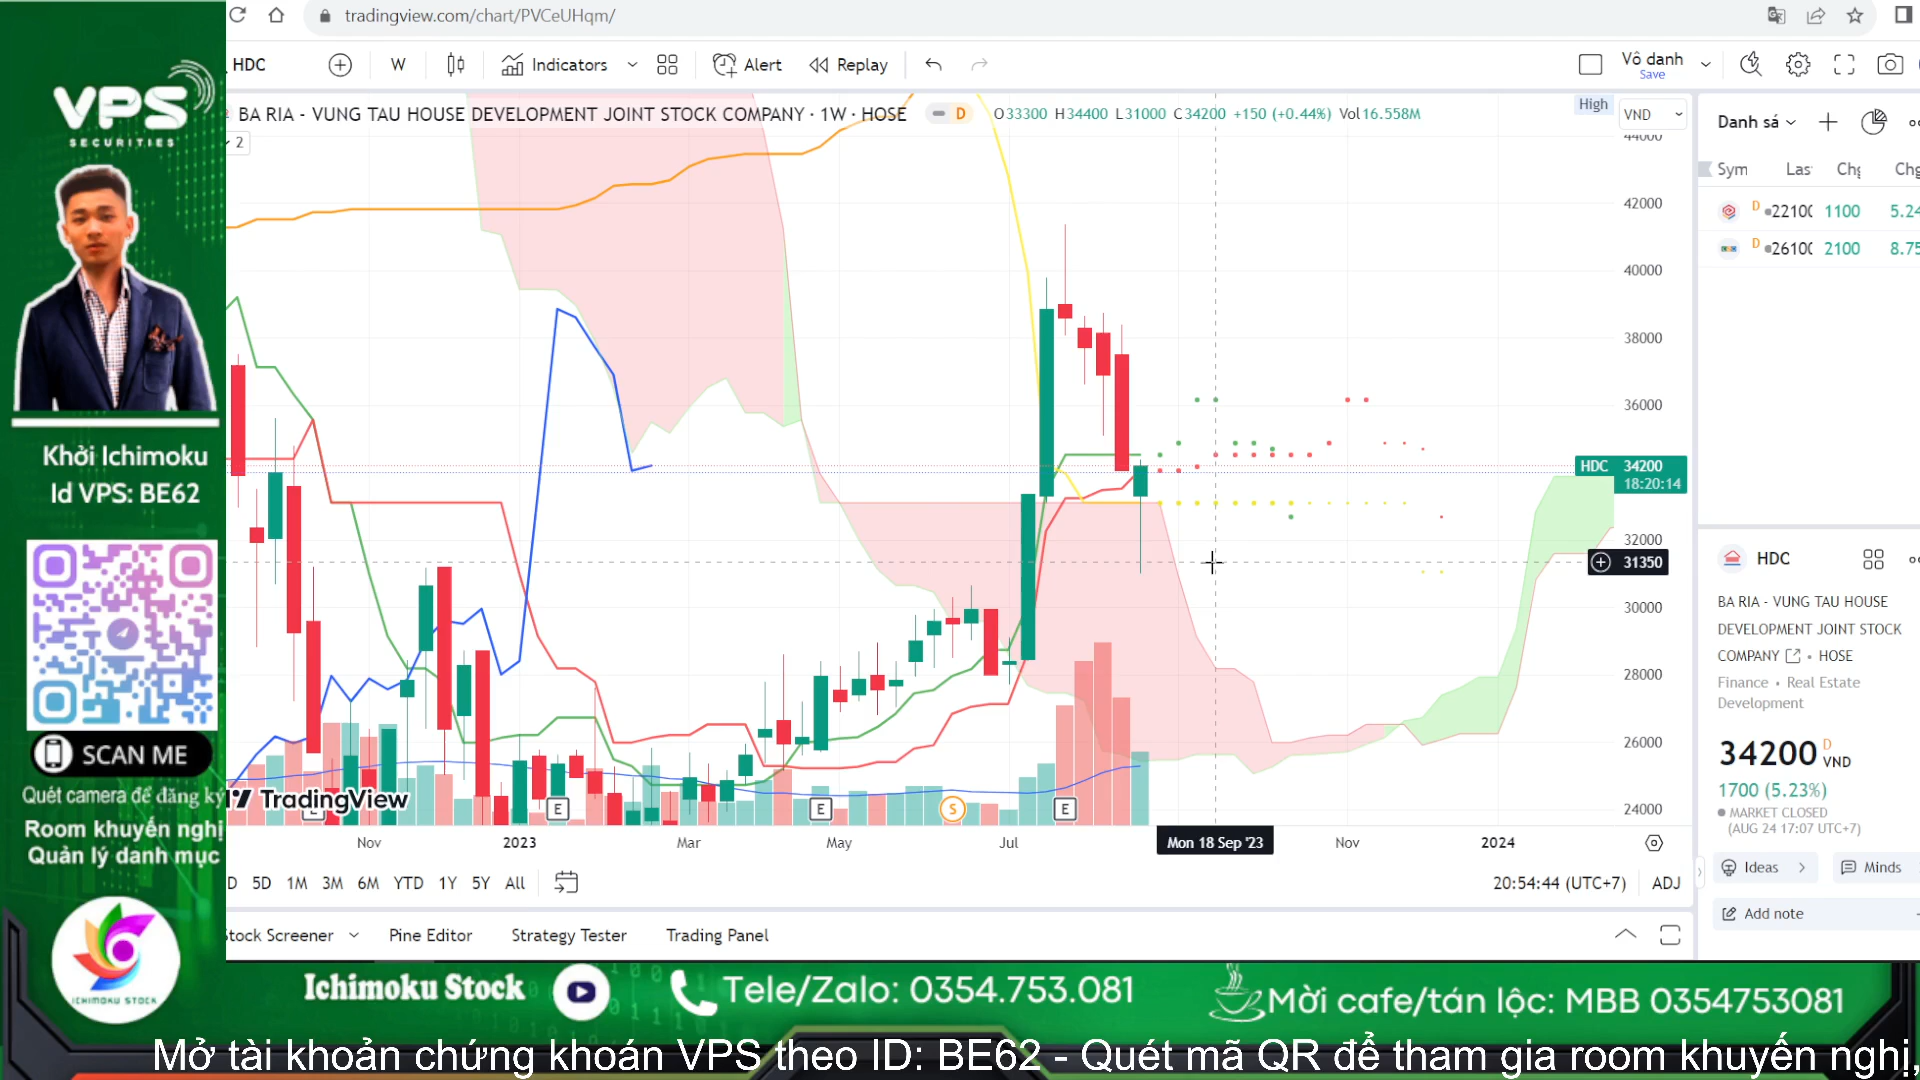 tradingview.com/chart/PVCeUHqm/
HDC
W
Indicators
Alert
Replay
Vô danh
Save
BA RIA - VUNG TAU HOUSE DEVELOPMENT JOINT STOCK COMPANY · 1W · HOSE
D
O33300 H34400 L31000 C34200 +150 (+0.44%) Vol16.558M
2
High
VND
44000
42000
40000
38000
36000
HDC 34200
18:20:14
32000
31350
30000
28000
26000
24000
TradingView
E
E
E
S
E
Nov
2023
Mar
May
Jul
Mon 18 Sep '23
Nov
2024
D 5D 1M 3M 6M YTD 1Y 5Y All
20:54:44 (UTC+7)
ADJ
Stock Screener
Pine Editor
Strategy Tester
Trading Panel
Danh sá
Sym
Las
Chg
Chg
D 22100 1100 5.24
D 26100 2100 8.75
HDC
BA RIA - VUNG TAU HOUSE
DEVELOPMENT JOINT STOCK
COMPANY • HOSE
Finance • Real Estate
Development
34200 D VND
1700 (5.23%)
MARKET CLOSED
(AUG 24 17:07 UTC+7)
Ideas
Minds
Add note
VPS
SECURITIES
Khởi Ichimoku
Id VPS: BE62
SCAN ME
Quét camera để đăng ký
Room khuyến nghị
Quản lý danh mục
ICHIMOKU STOCK
Ichimoku Stock
Tele/Zalo: 0354.753.081
Mời cafe/tán lộc: MBB 0354753081
Mở tài khoản chứng khoán VPS theo ID: BE62 - Quét mã QR để tham gia room khuyến nghị,